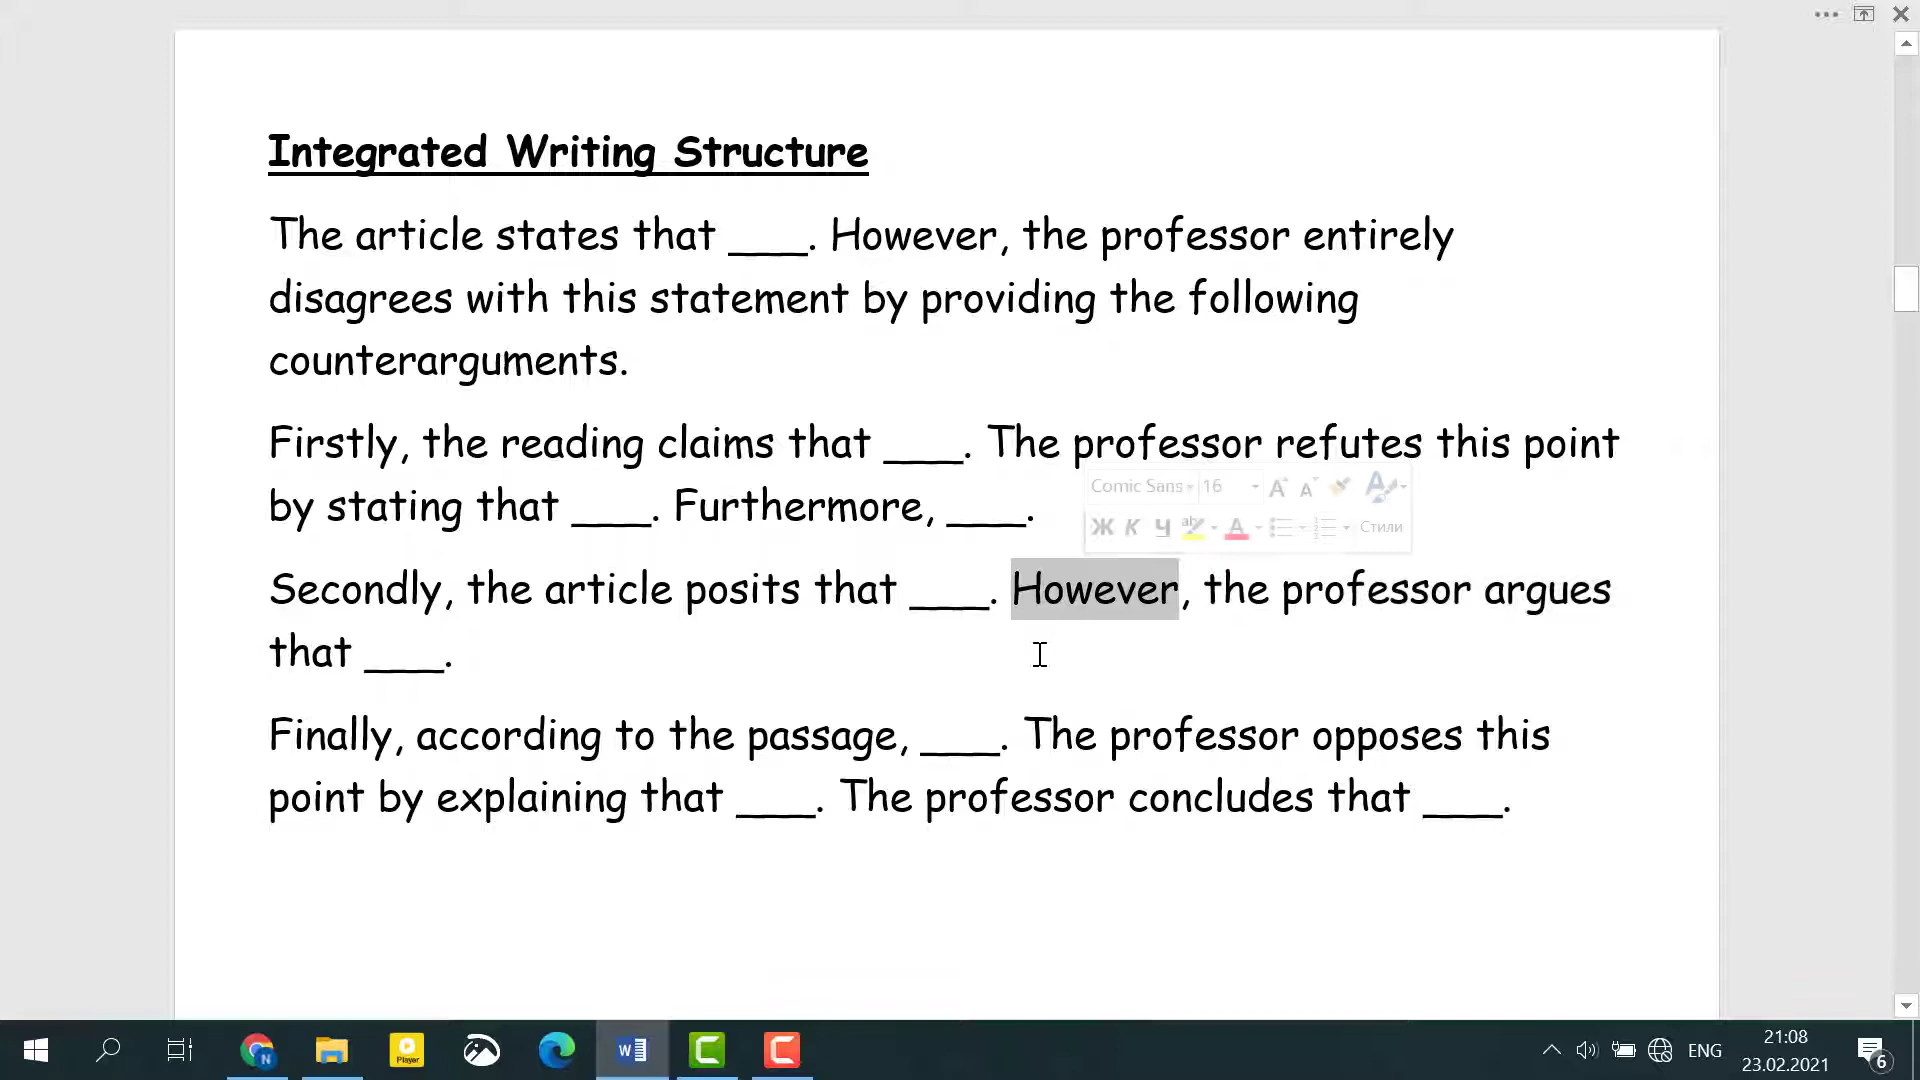 Integrated Writing Structure
The article states that ___. However, the professor entirely
disagrees with this statement by providing the following
counterarguments.
Firstly, the reading claims that ___. The professor refutes this point
by stating that ___. Furthermore, ___.
Comic Sans 16
Ж К Ч Стили
Secondly, the article posits that ___. However, the professor argues
that ___.
Finally, according to the passage, ___. The professor opposes this
point by explaining that ___. The professor concludes that ___.
Player
ENG
21:08
23.02.2021
6